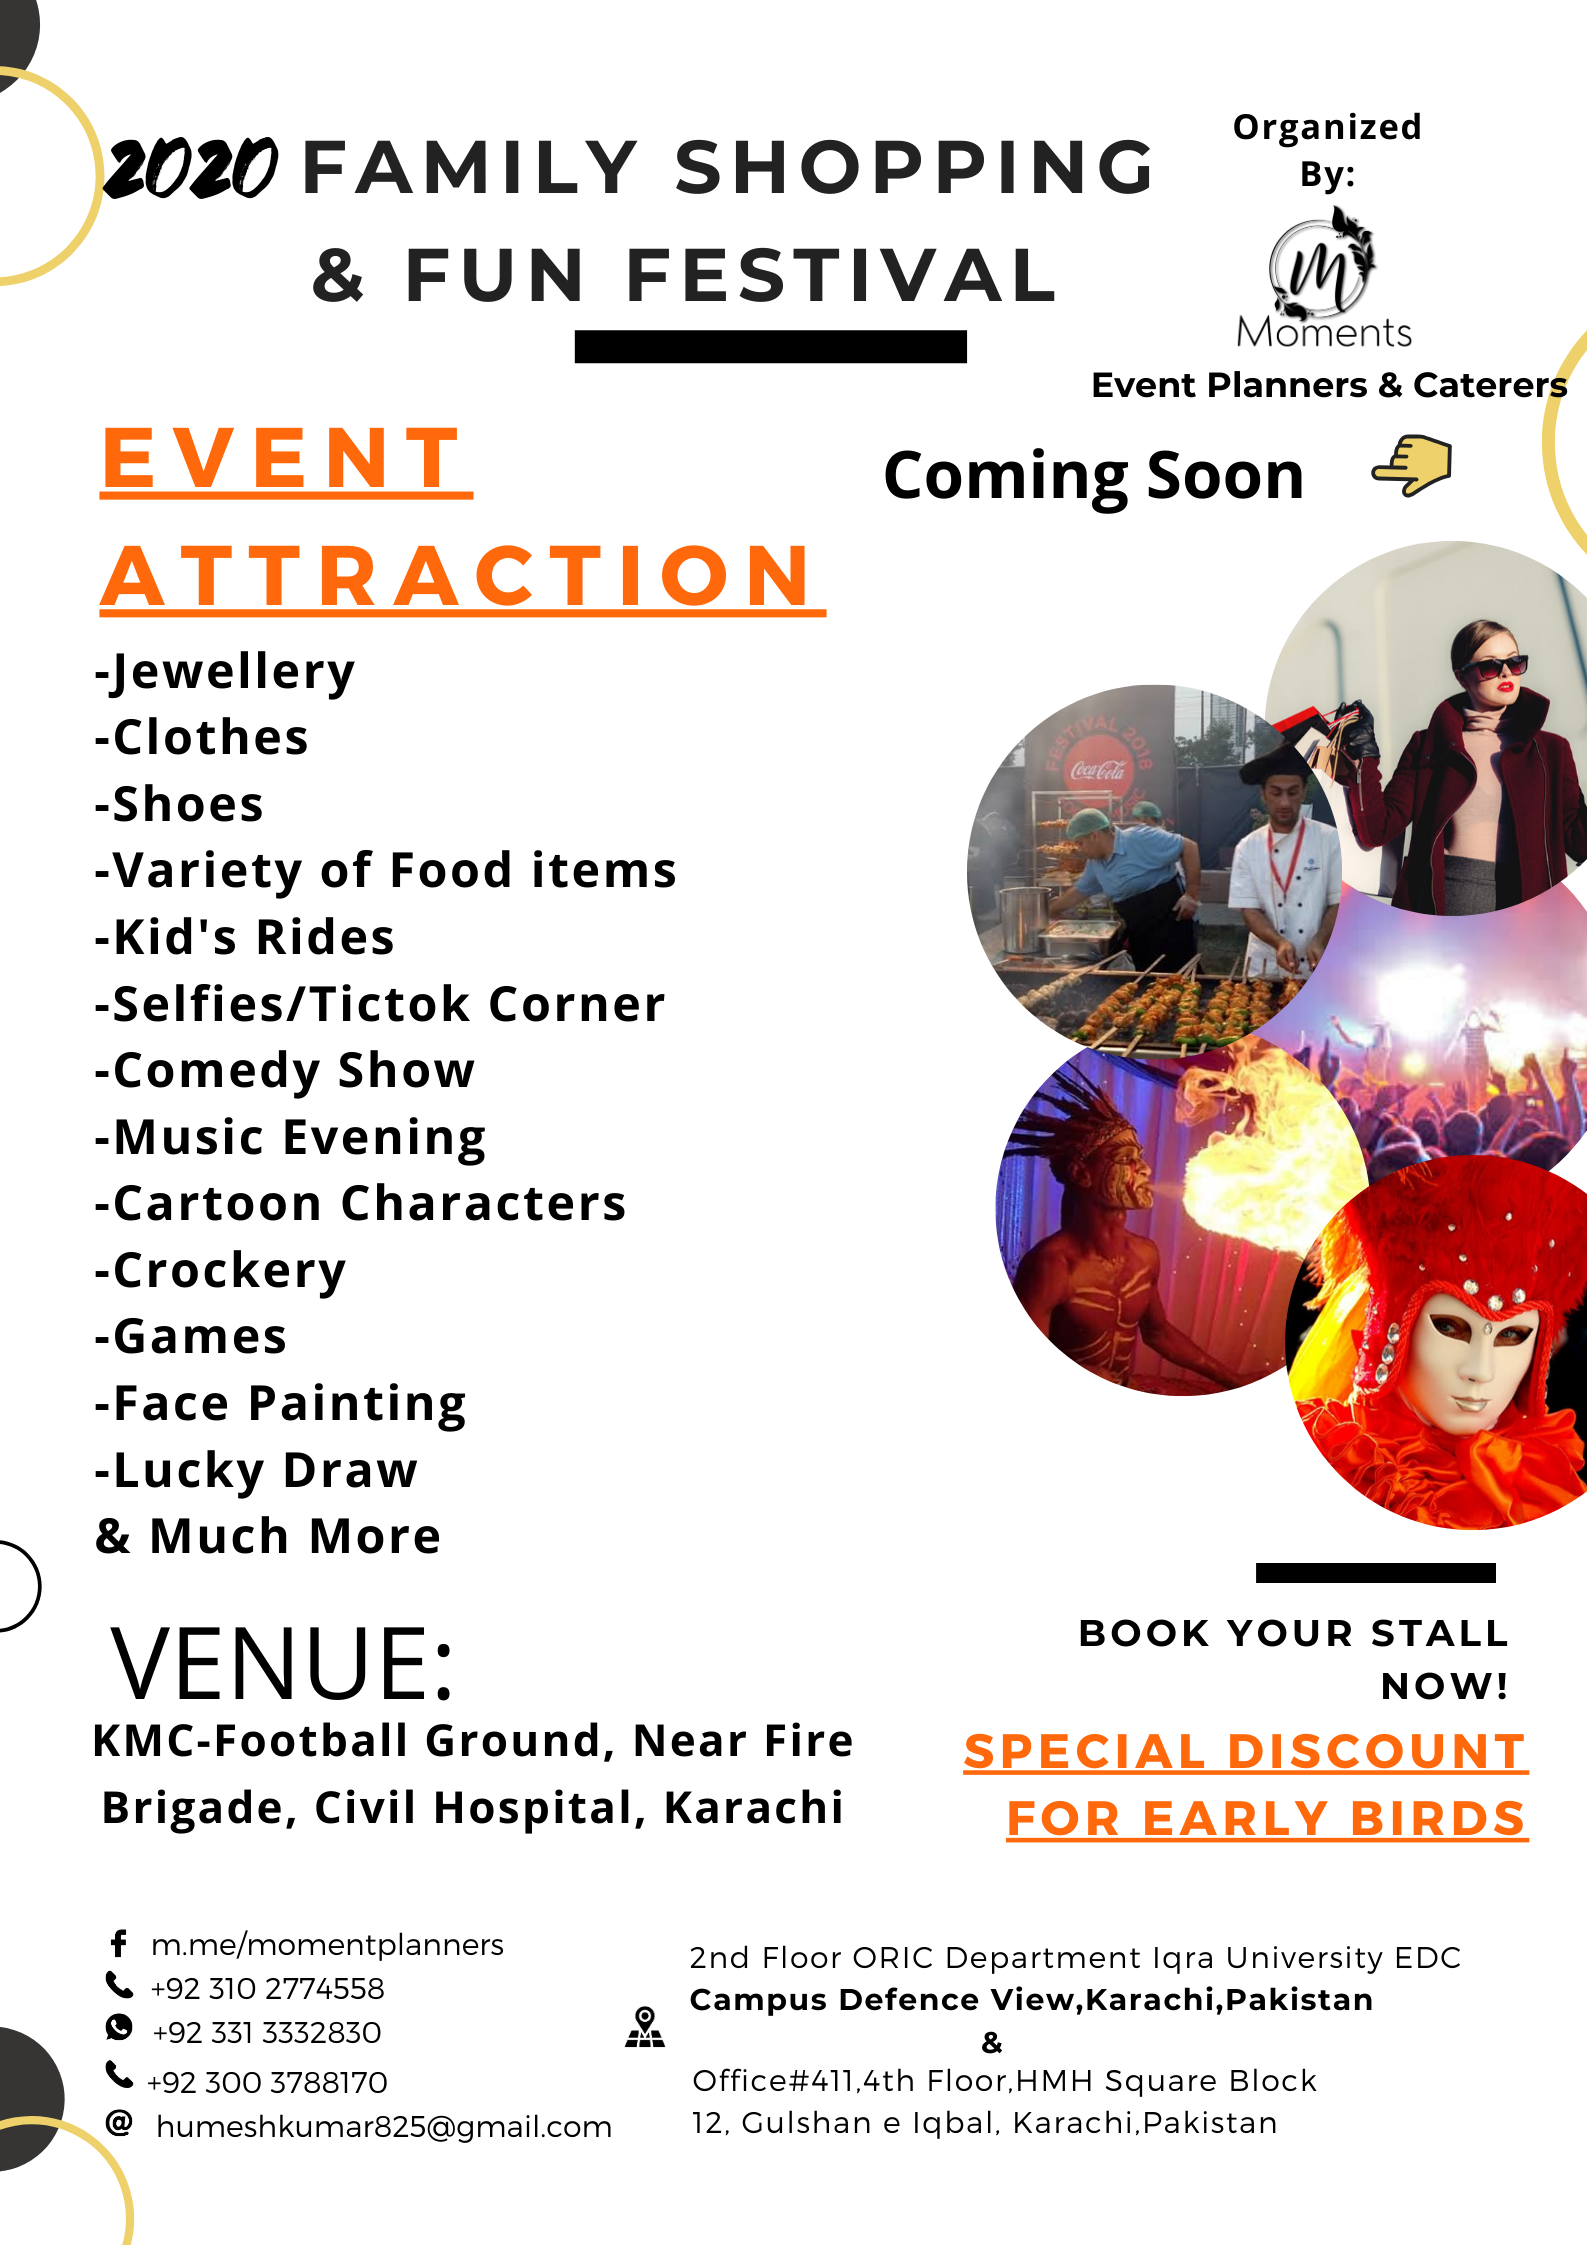 2020 FAMILY SHOPPING
& FUN FESTIVAL
Organized
By:
M
Moments
Event Planners & Caterers
EVENT
ATTRACTION
Coming Soon
-Jewellery
-Clothes
-Shoes
-Variety of Food items
-Kid's Rides
-Selfies/Tictok Corner
-Comedy Show
-Music Evening
-Cartoon Characters
-Crockery
-Games
-Face Painting
-Lucky Draw
& Much More
FESTIVAL 2018
Coca-Cola
VENUE:
KMC-Football Ground, Near Fire
Brigade, Civil Hospital, Karachi
BOOK YOUR STALL
NOW!
SPECIAL DISCOUNT
FOR EARLY BIRDS
m.me/momentplanners
+92 310 2774558
+92 331 3332830
+92 300 3788170
humeshkumar825@gmail.com
2nd Floor ORIC Department Iqra University EDC
Campus Defence View,Karachi,Pakistan
&
Office#411,4th Floor,HMH Square Block
12, Gulshan e Iqbal, Karachi,Pakistan